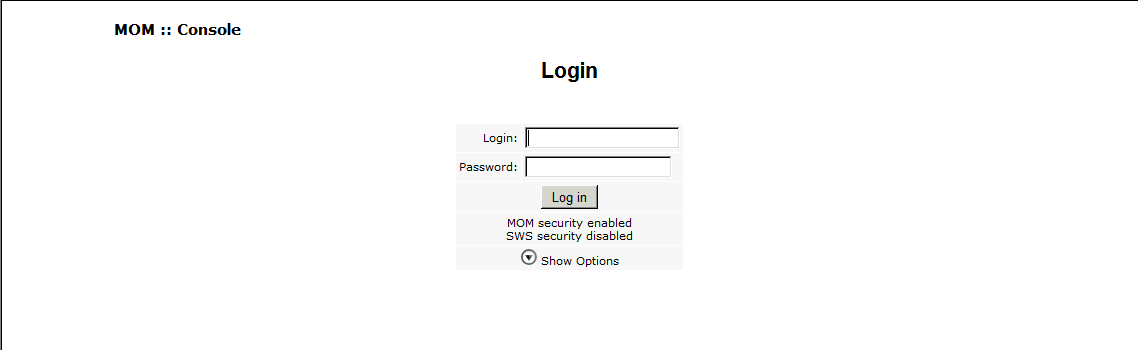 MOM :: Console
Login
Login:
Password:
Log in
MOM security enabled
SWS security disabled
Show Options